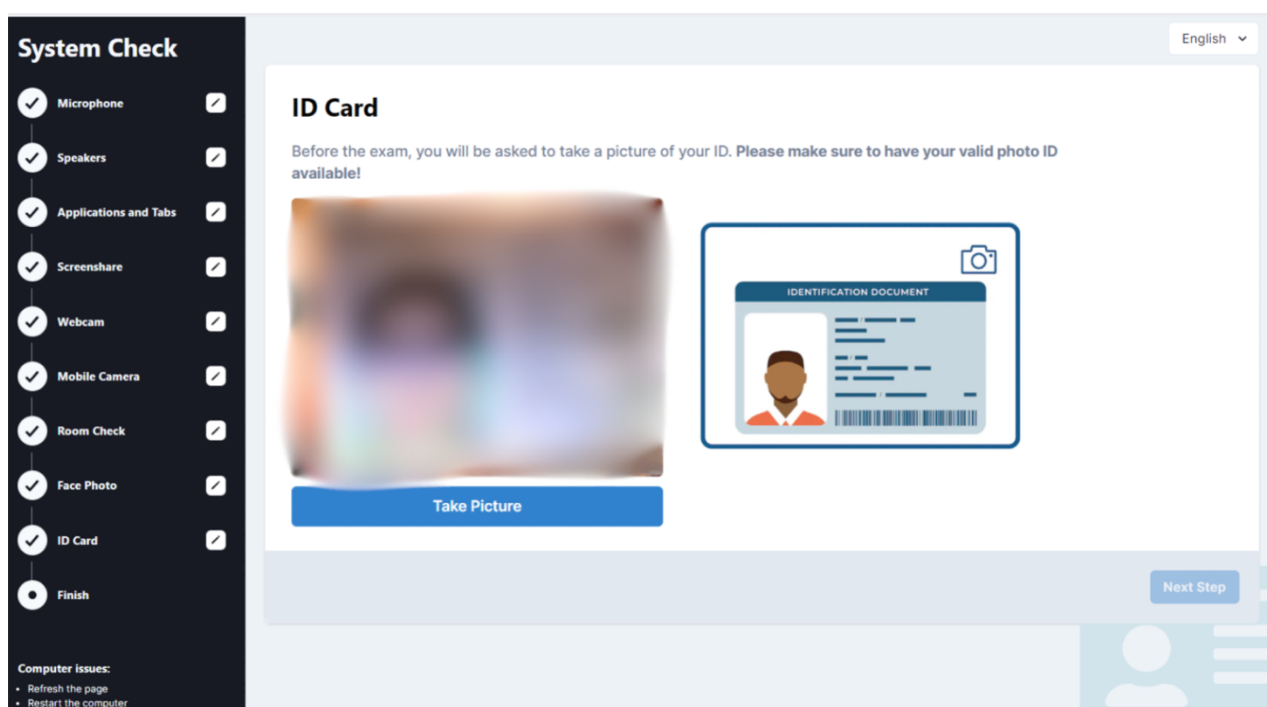 System Check
Microphone
Speakers
Applications and Tabs
Screenshare
Webcam
Mobile Camera
Room Check
Face Photo
ID Card
Finish
Computer issues:
• Refresh the page
• Restart the computer
English
ID Card
Before the exam, you will be asked to take a picture of your ID. Please make sure to have your valid photo ID
available!
IDENTIFICATION DOCUMENT
Take Picture
Next Step